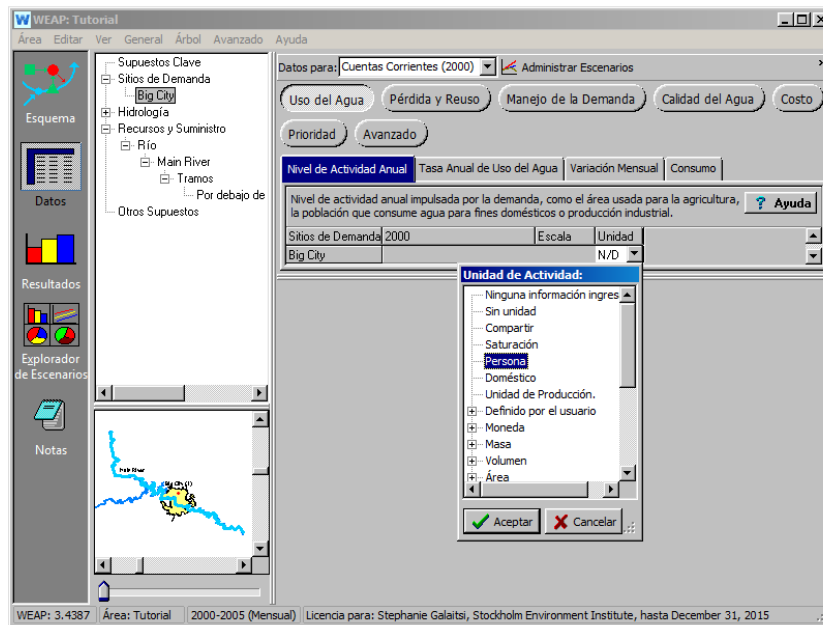 WEAP: Tutorial
Área Editar Ver General Árbol Avanzado Ayuda
Esquema
Datos
Resultados
Explorador
de Escenarios
Notas
Supuestos Clave
Sitios de Demanda
Big City
Hidrología
Recursos y Suministro
Río
Main River
Tramos
Por debajo de
Otros Supuestos
Main River
Big City (1)
Datos para: Cuentas Corrientes (2000) Administrar Escenarios
Uso del Agua Pérdida y Reuso Manejo de la Demanda Calidad del Agua Costo
Prioridad Avanzado
Nivel de Actividad Anual Tasa Anual de Uso del Agua Variación Mensual Consumo
Nivel de actividad anual impulsada por la demanda, como el área usada para la agricultura,
la población que consume agua para fines domésticos o producción industrial.
? Ayuda
Sitios de Demanda 2000 Escala Unidad
Big City N/D
Unidad de Actividad:
Ninguna información ingres
Sin unidad
Compartir
Saturación
Persona
Doméstico
Unidad de Producción.
Definido por el usuario
Moneda
Masa
Volumen
Área
Aceptar Cancelar
WEAP: 3.4387 Área: Tutorial 2000-2005 (Mensual) Licencia para: Stephanie Galaitsi, Stockholm Environment Institute, hasta December 31, 2015